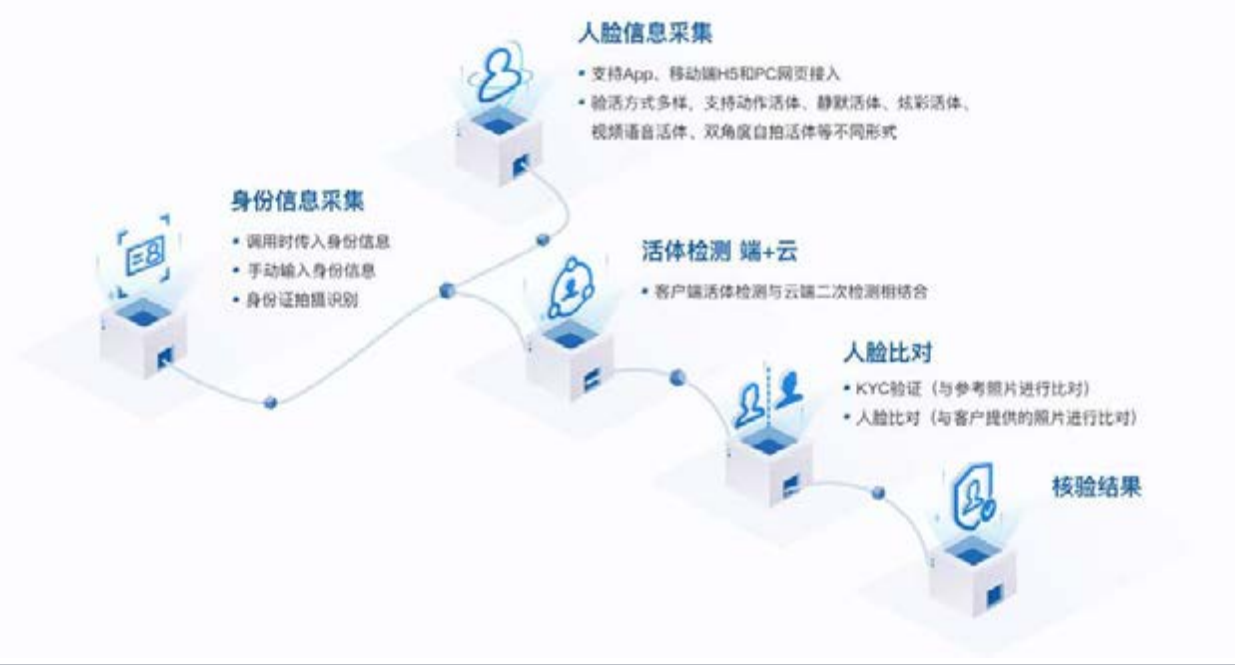 人脸信息采集
• 支持App、移动端H5和PC网页接入
• 验活方式多样，支持动作活体、静默活体、炫彩活体、
视频语音活体、双角度自拍活体等不同形式
身份信息采集
• 调用时传入身份信息
• 手动输入身份信息
• 身份证拍摄识别
活体检测 端+云
• 客户端活体检测与云端二次检测相结合
人脸比对
• KYC验证（与参考照片进行比对）
• 人脸比对（与客户提供的照片进行比对）
核验结果